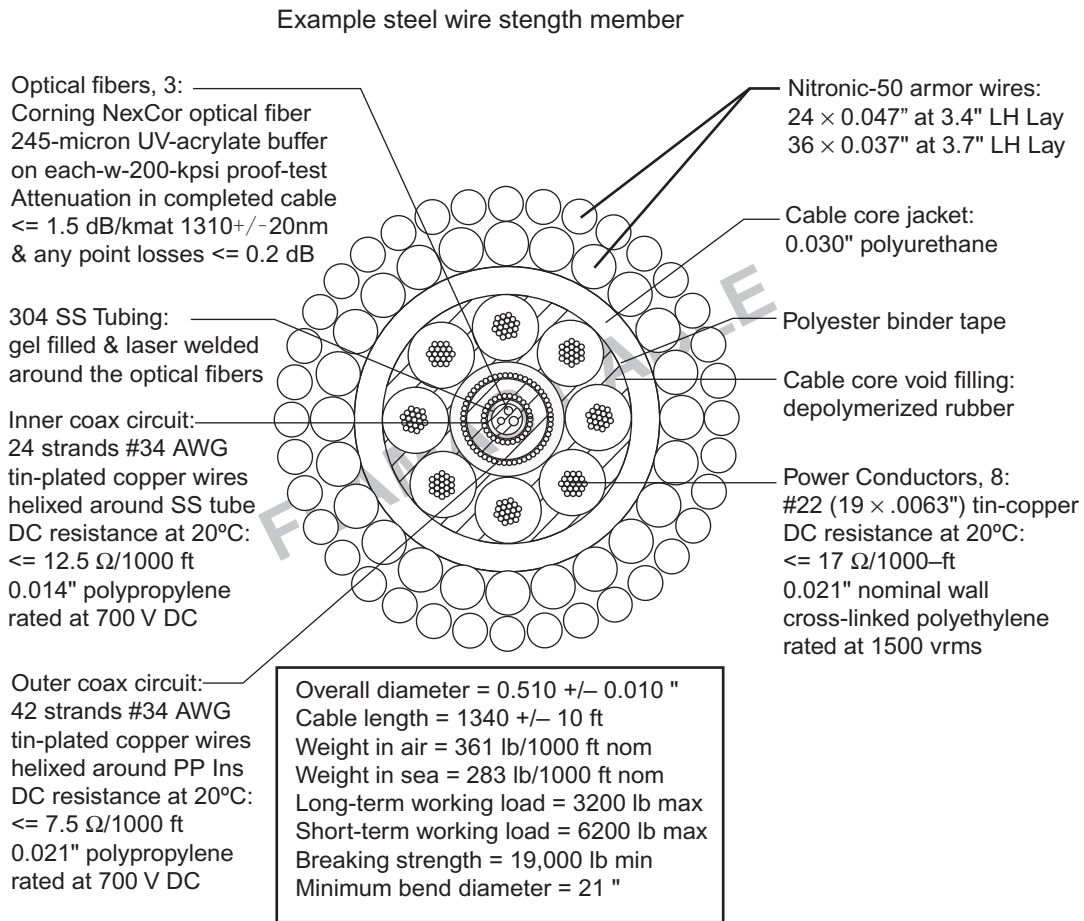 Example steel wire stength member
Optical fibers, 3:
Corning NexCor optical fiber
245-micron UV-acrylate buffer
on each-w-200-kpsi proof-test
Attenuation in completed cable
<= 1.5 dB/kmat 1310+/-20nm
& any point losses <= 0.2 dB
304 SS Tubing:
gel filled & laser welded
around the optical fibers
Inner coax circuit:
24 strands #34 AWG
tin-plated copper wires
helixed around SS tube
DC resistance at 20ºC:
<= 12.5 Ω/1000 ft
0.014" polypropylene
rated at 700 V DC
Outer coax circuit:
42 strands #34 AWG
tin-plated copper wires
helixed around PP Ins
DC resistance at 20ºC:
<= 7.5 Ω/1000 ft
0.021" polypropylene
rated at 700 V DC
Nitronic-50 armor wires:
24 × 0.047” at 3.4" LH Lay
36 × 0.037" at 3.7" LH Lay
Cable core jacket:
0.030" polyurethane
Polyester binder tape
Cable core void filling:
depolymerized rubber
Power Conductors, 8:
#22 (19 × .0063") tin-copper
DC resistance at 20ºC:
<= 17 Ω/1000–ft
0.021" nominal wall
cross-linked polyethylene
rated at 1500 vrms
Overall diameter = 0.510 +/– 0.010 "
Cable length = 1340 +/– 10 ft
Weight in air = 361 lb/1000 ft nom
Weight in sea = 283 lb/1000 ft nom
Long-term working load = 3200 lb max
Short-term working load = 6200 lb max
Breaking strength = 19,000 lb min
Minimum bend diameter = 21 "